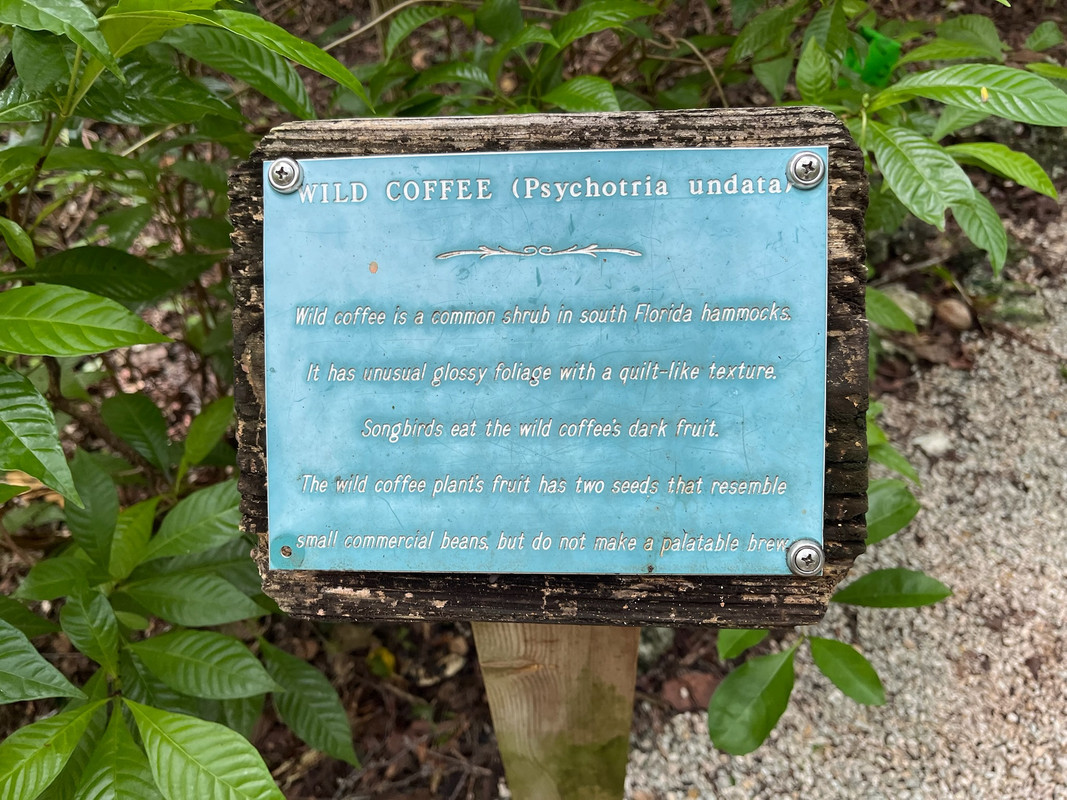 WILD COFFEE (Psychotria undata)
Wild coffee is a common shrub in south Florida hammocks.
It has unusual glossy foliage with a quilt-like texture.
Songbirds eat the wild coffee's dark fruit.
The wild coffee plant's fruit has two seeds that resemble
small commercial beans, but do not make a palatable brew.